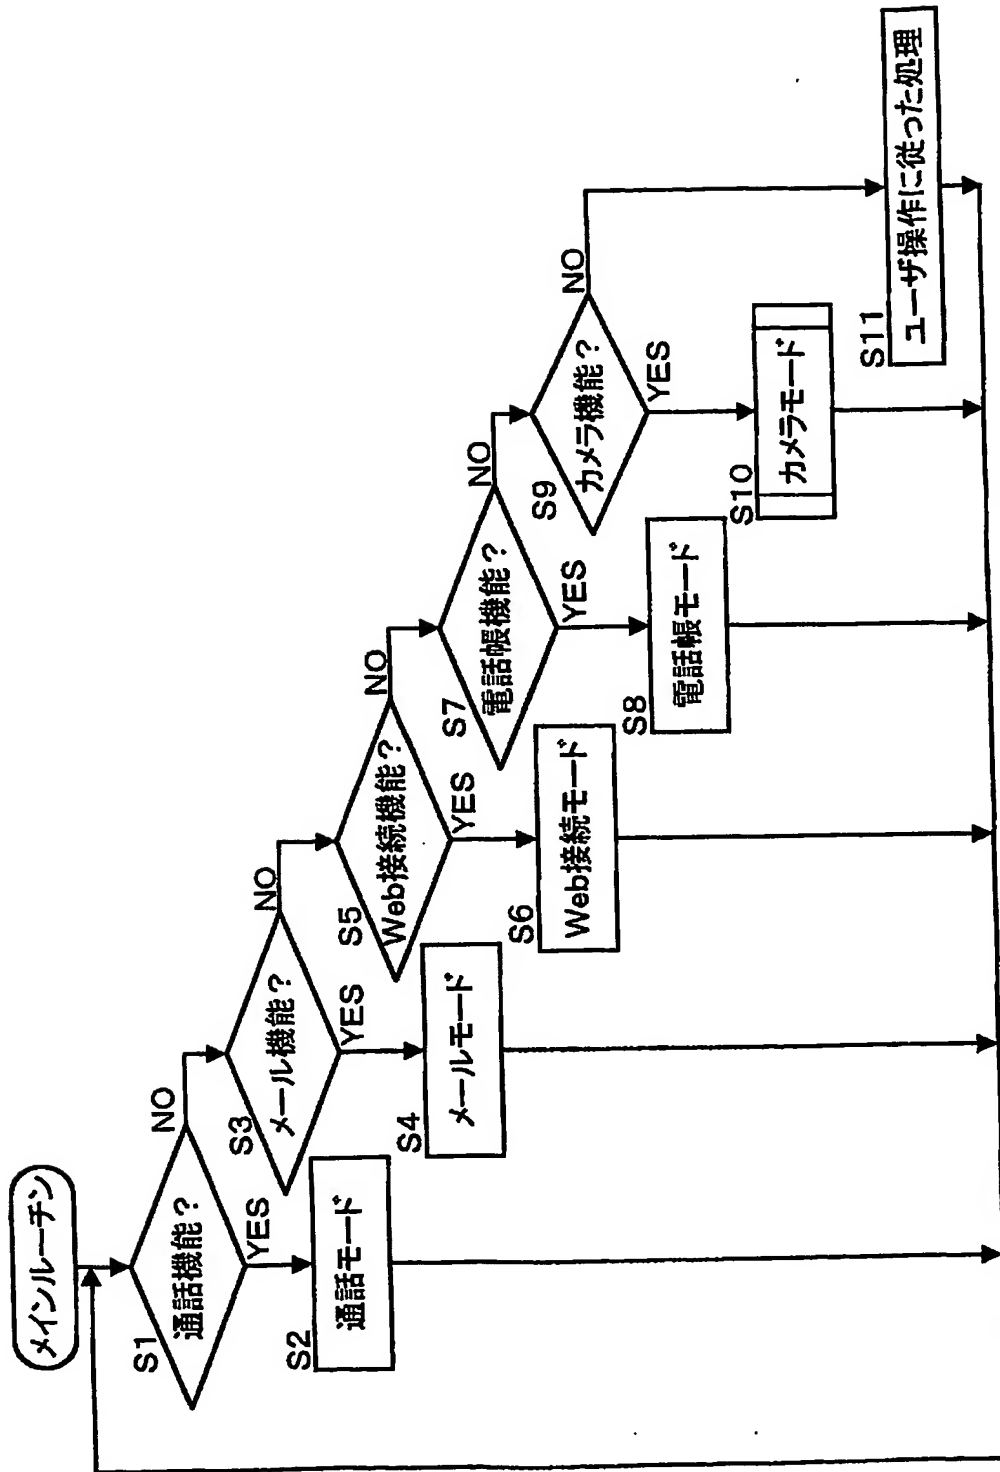 メインルーチン
S1
通話機能？
NO
YES
S2
通話モード
S3
メール機能？
NO
YES
S4
メールモード
S5
Web接続機能？
NO
YES
S6
Web接続モード
S7
電話帳機能？
NO
YES
S8
電話帳モード
S9
カメラ機能？
NO
YES
S10
カメラモード
S11
ユーザ操作に従った処理